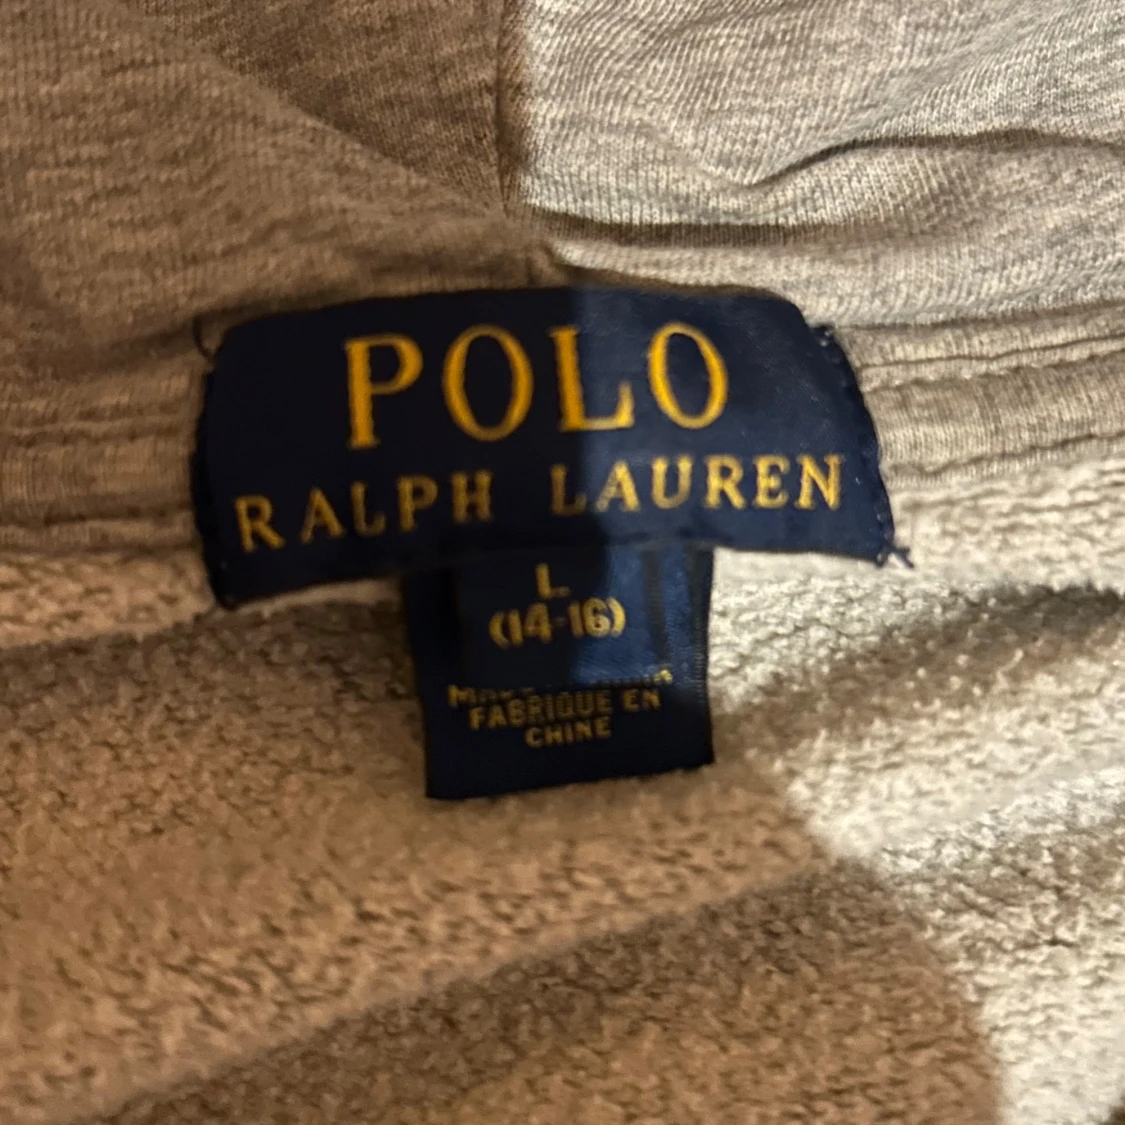 POLO
RALPH LAUREN
L
(14-16)
FABRIQUE EN
CHINE